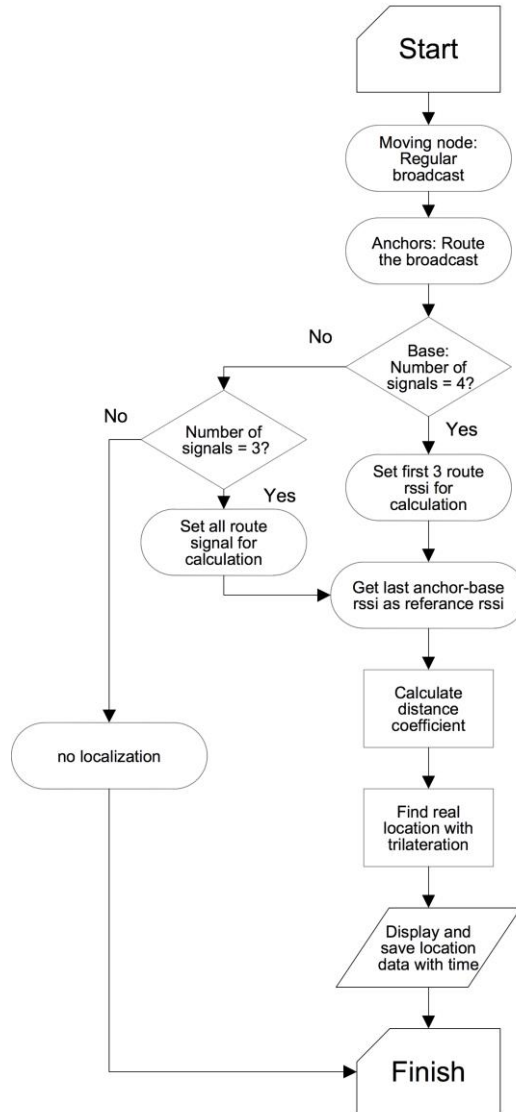 Start
Moving node:
Regular
broadcast
Anchors: Route
the broadcast
No
Base:
Number of
signals = 4?
No
Yes
Number of
signals = 3?
Set first 3 route
rssi for
calculation
Yes
Set all route
signal for
calculation
Get last anchor-base
rssi as referance rssi
Calculate
distance
coefficient
no localization
Find real
location with
trilateration
Display and
save location
data with time
Finish